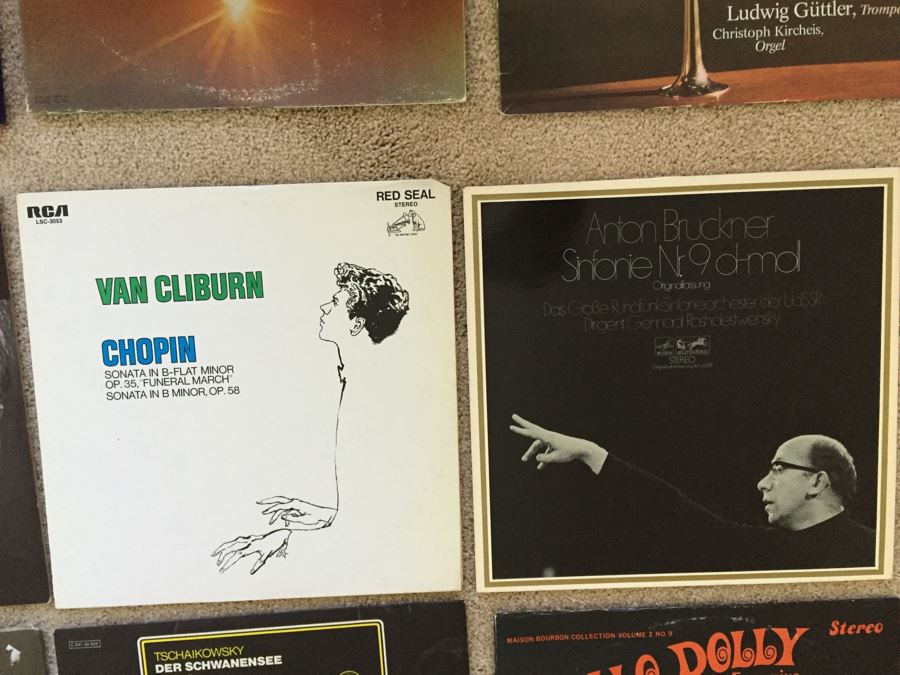 Ludwig Güttler, Trompe
Christoph Kircheis,
Orgel
RCA
LSC-3053
RED SEAL
STEREO
VAN CLIBURN
CHOPIN
SONATA IN B-FLAT MINOR
OP. 35, "FUNERAL MARCH"
SONATA IN B MINOR, OP. 58
Anton Bruckner
Sinfonie Nr. 9 d-moll
Originalfassung
Das Große Rundfunk-Sinfonieorchester der UdSSR
Dirigent Gennadi Roshdestwensky
eurodisc
STEREO
TSCHAIKOWSKY
DER SCHWANENSEE
MAISON BOURBON COLLECTION VOLUME I NO. 9
Stereo
LO DOLLY